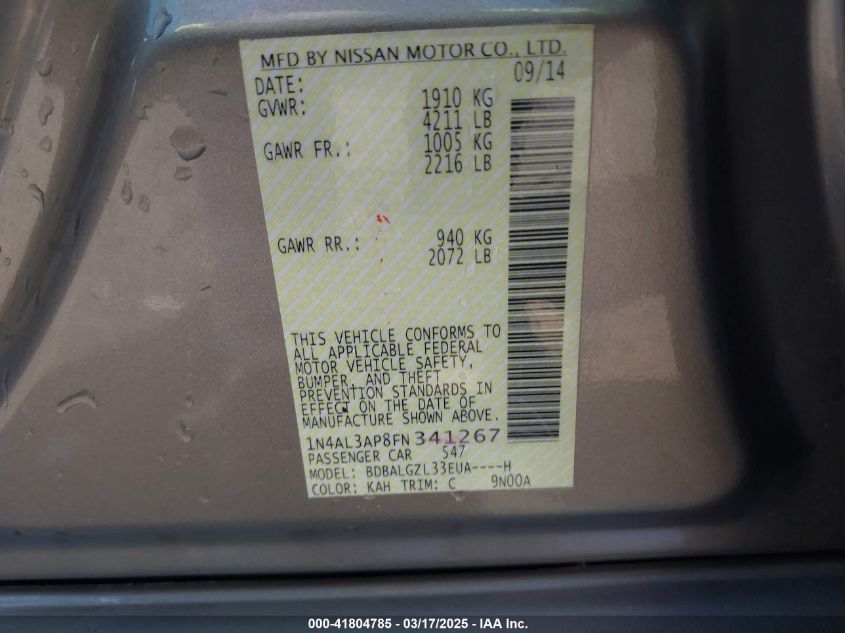 MFD BY NISSAN MOTOR CO., LTD.
DATE: 09/14
GVWR: 1910 KG
4211 LB
GAWR FR.: 1005 KG
2216 LB
GAWR RR.: 940 KG
2072 LB
THIS VEHICLE CONFORMS TO
ALL APPLICABLE FEDERAL
MOTOR VEHICLE SAFETY,
BUMPER, AND THEFT
PREVENTION STANDARDS IN
EFFECT ON THE DATE OF
MANUFACTURE SHOWN ABOVE.
1N4AL3AP8FN341267
PASSENGER CAR 547
MODEL: BDBALGZL33EUA----H
COLOR: KAH TRIM: C 9N00A
000-41804785 - 03/17/2025 - IAA Inc.